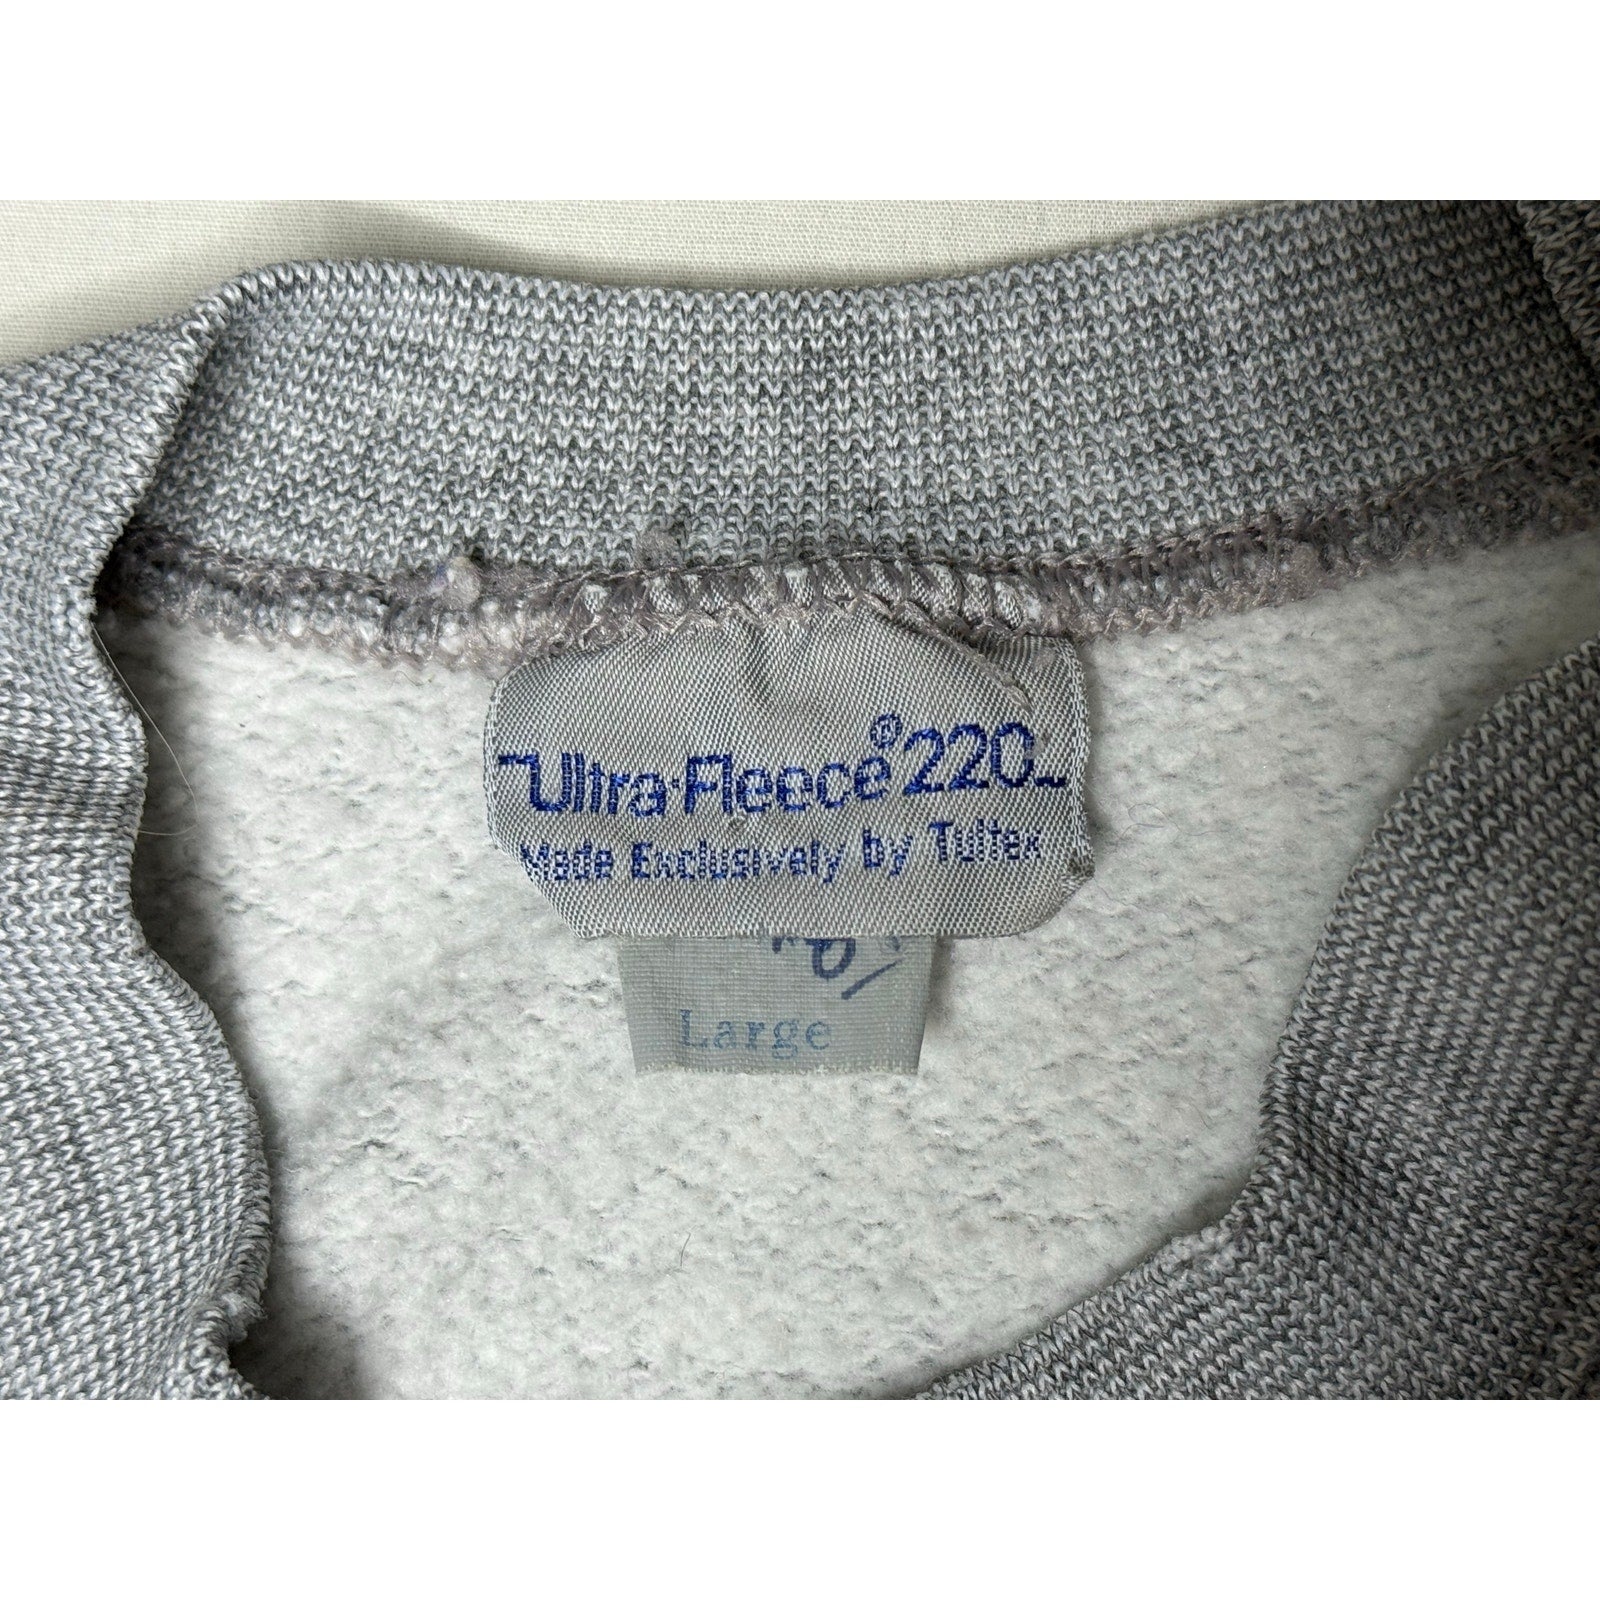 Ultra-Fleece® 220
Made Exclusively by Tultex
Large